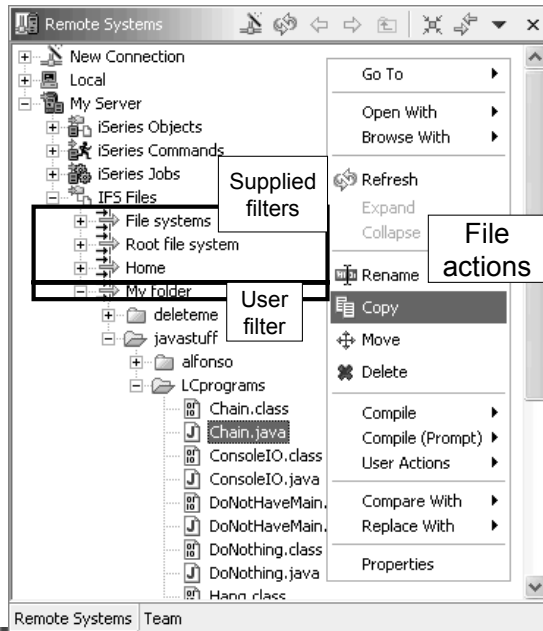 Remote Systems
New Connection
Local
My Server
iSeries Objects
iSeries Commands
iSeries Jobs
IFS Files
File systems
Root file system
Home
My folder
deleteme
javastuff
alfonso
LCprograms
Chain.class
Chain.java
ConsoleIO.class
ConsoleIO.java
DoNotHaveMain.
DoNotHaveMain.
DoNothing.class
DoNothing.java
Hang.class
Supplied
filters
User
filter
Go To
Open With
Browse With
Refresh
Expand
Collapse
File
actions
Rename
Copy
Move
Delete
Compile
Compile (Prompt)
User Actions
Compare With
Replace With
Properties
Remote Systems Team